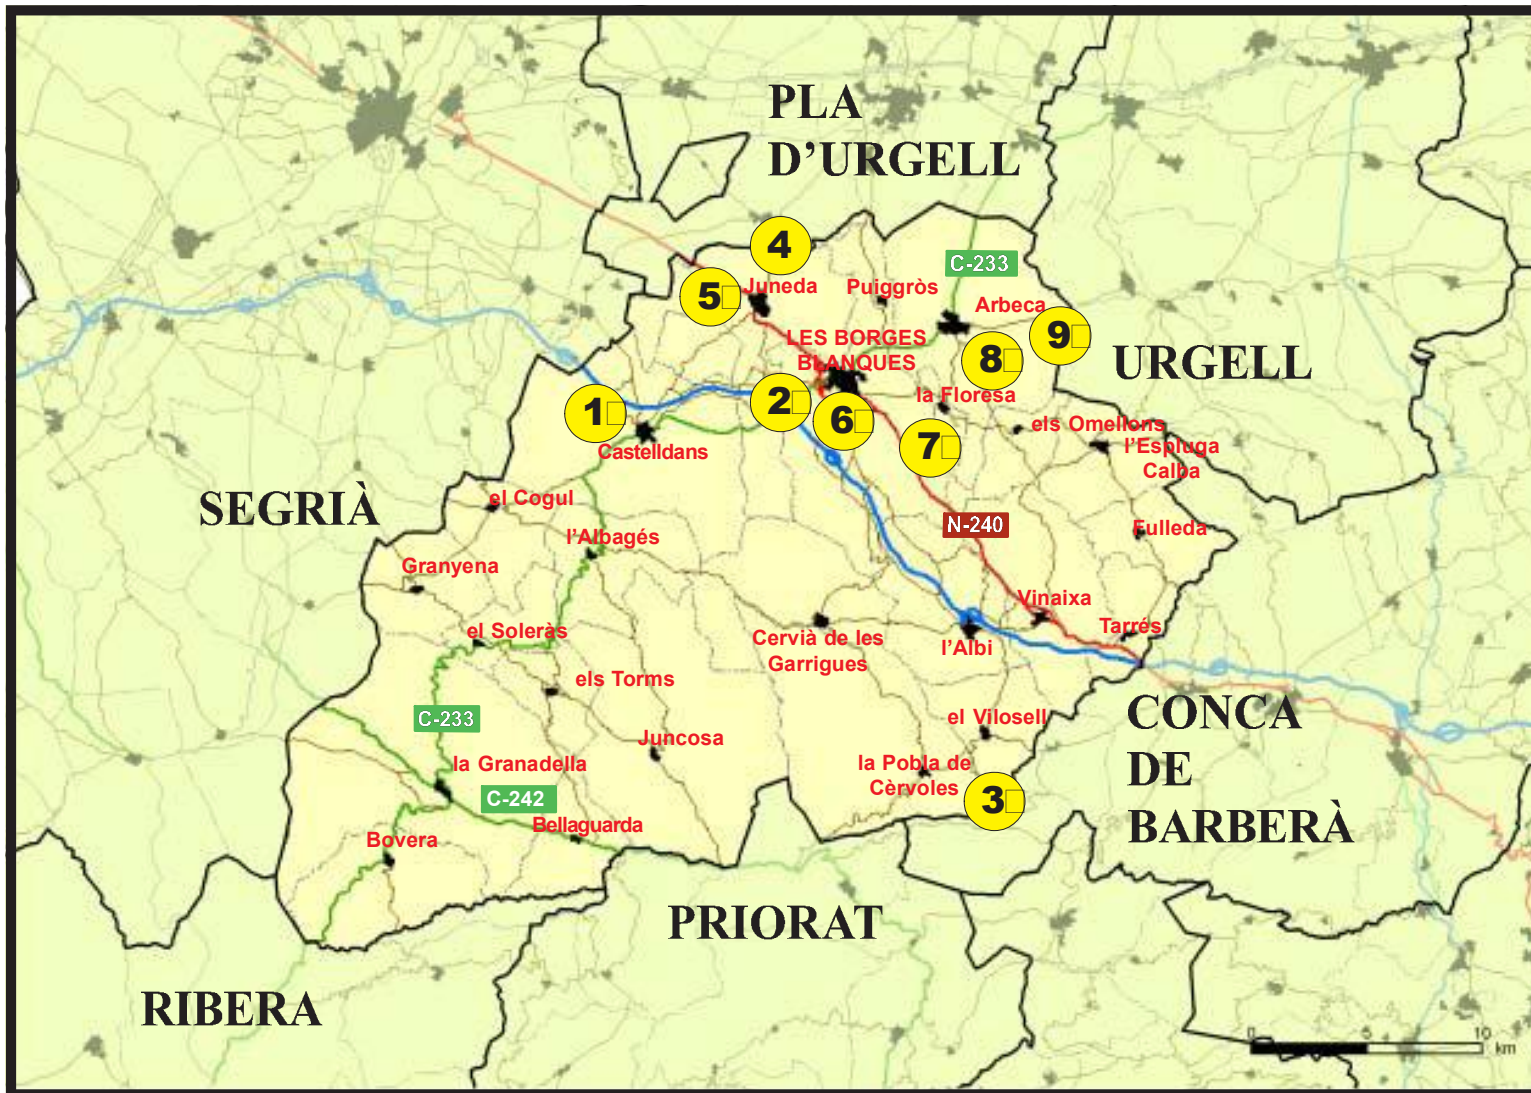 PLA
D'URGELL
4
C-233
5
Juneda
Puiggròs
Arbeca
9
LES BORGES
BLANQUES
8
URGELL
1
2
la Floresa
6
els Omellons
7
l'Espluga
Calba
Castelldans
SEGRIÀ
el Cogul
N-240
Fulleda
l'Albagés
Granyena
Vinaixa
Tarrés
el Soleràs
Cervià de les
Garrigues
l'Albi
els Torms
C-233
el Vilosell
CONCA
DE
BARBERÀ
Juncosa
la Granadella
la Pobla de
Cèrvoles
C-242
3
Bellaguarda
Bovera
PRIORAT
RIBERA
0 5 10
km